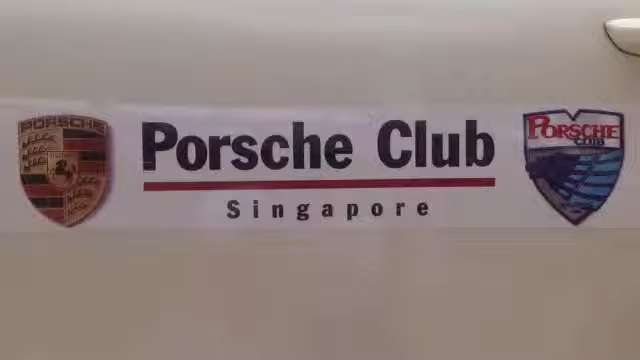 PORSCHE
Porsche Club
Singapore
PORSCHE
CLUB